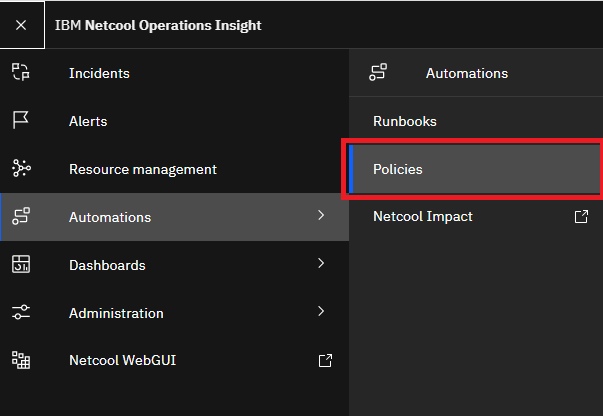 IBM Netcool Operations Insight
Incidents
Alerts
Resource management
Automations
Dashboards
Administration
Netcool WebGUI
Automations
Runbooks
Policies
Netcool Impact